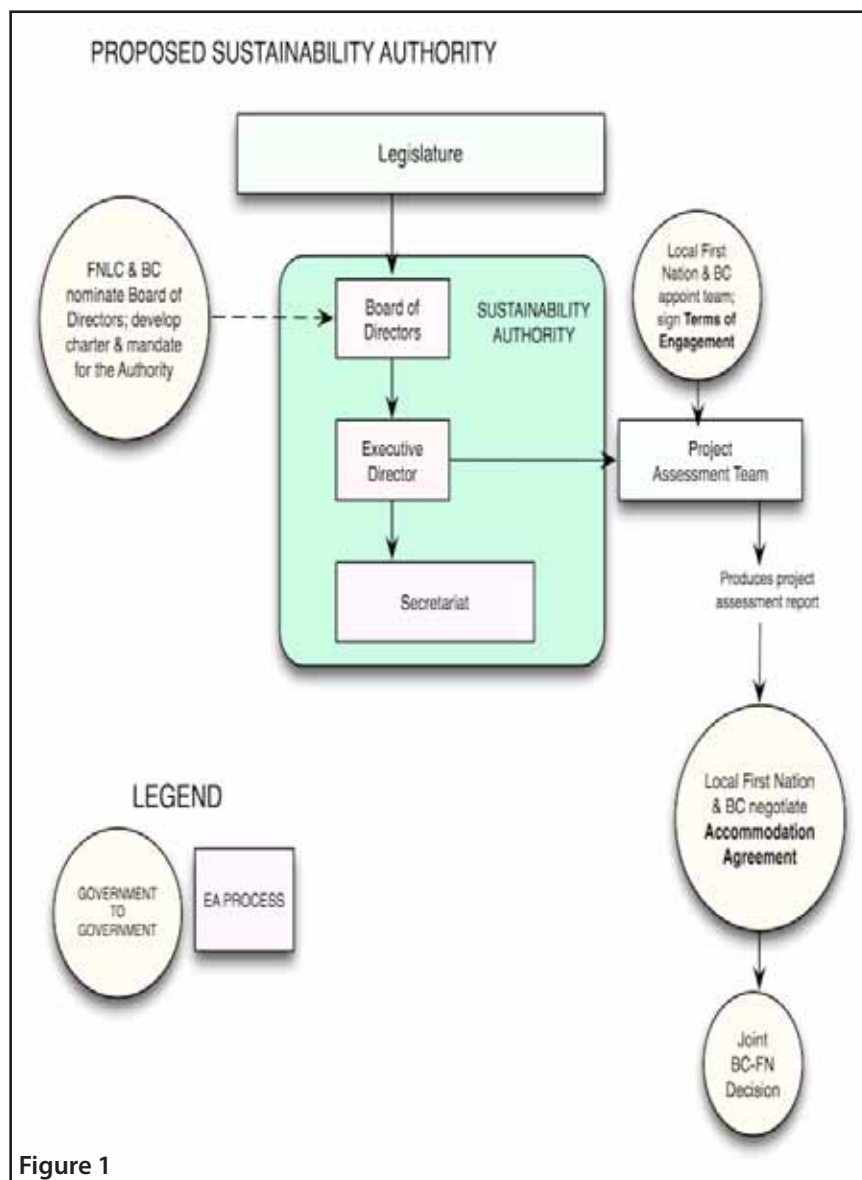 PROPOSED SUSTAINABILITY AUTHORITY
Legislature
FNLC & BC
nominate Board of
Directors; develop
charter & mandate
for the Authority
Board of
Directors
SUSTAINABILITY
AUTHORITY
Local First
Nation & BC
appoint team;
sign Terms of
Engagement
Executive
Director
Project
Assessment Team
Secretariat
Produces project
assessment report
Local First Nation
& BC negotiate
Accommodation
Agreement
LEGEND
GOVERNMENT
TO
GOVERNMENT
EA PROCESS
Joint
BC-FN
Decision
Figure 1